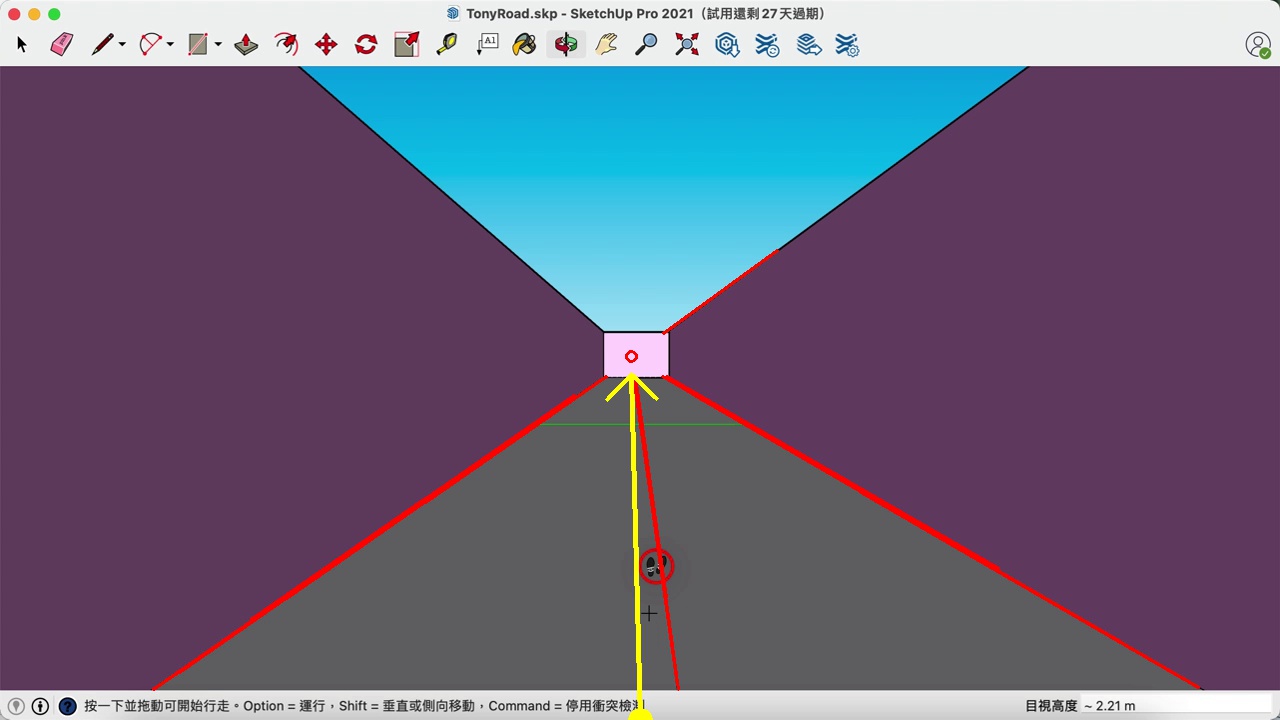 TonyRoad.skp - SketchUp Pro 2021（試用還剩 27 天過期）
A1
按一下並拖動可開始行走。Option = 運行，Shift = 垂直或側向移動，Command = 停用衝突檢測
目視高度 ~ 2.21 m